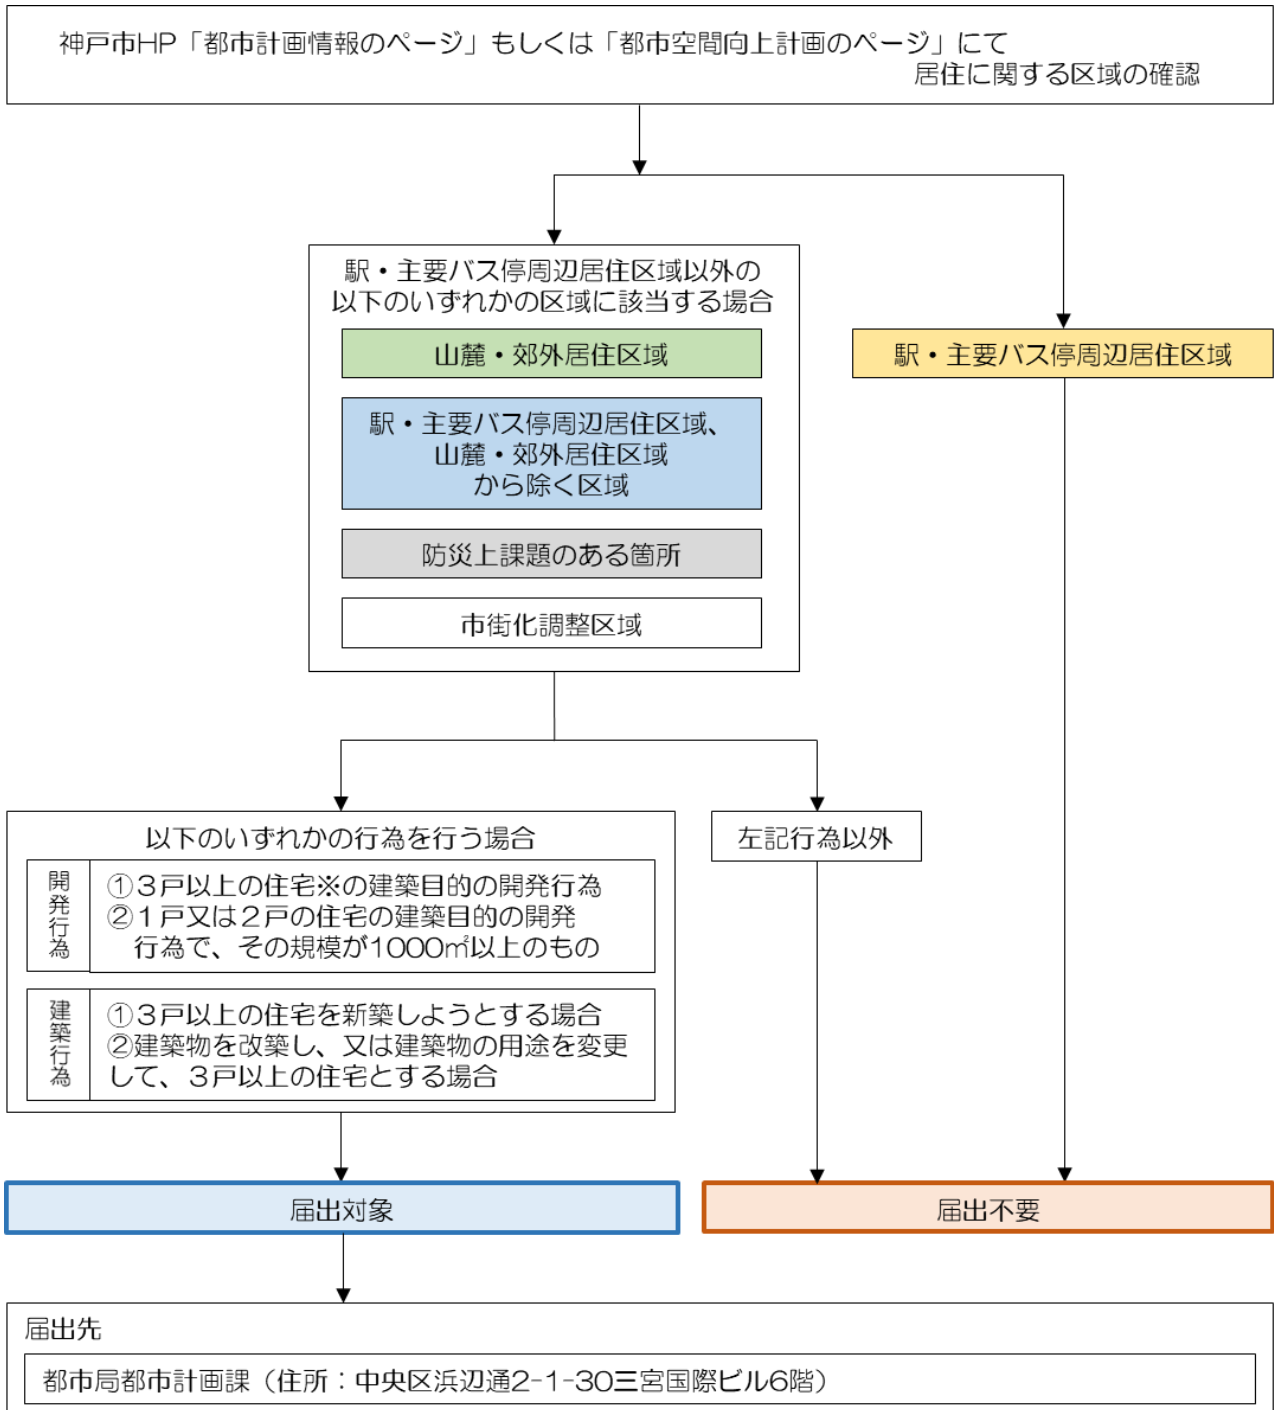 神戸市HP「都市計画情報のページ」もしくは「都市空間向上計画のページ」にて
居住に関する区域の確認
駅・主要バス停周辺居住区域以外の
以下のいずれかの区域に該当する場合
山麓・郊外居住区域
駅・主要バス停周辺居住区域、
山麓・郊外居住区域
から除く区域
防災上課題のある箇所
市街化調整区域
駅・主要バス停周辺居住区域
以下のいずれかの行為を行う場合
開発行為
①３戸以上の住宅※の建築目的の開発行為
②１戸又は２戸の住宅の建築目的の開発
行為で、その規模が1000㎡以上のもの
建築行為
①３戸以上の住宅を新築しようとする場合
②建築物を改築し、又は建築物の用途を変更
して、３戸以上の住宅とする場合
左記行為以外
届出対象
届出不要
届出先
都市局都市計画課（住所：中央区浜辺通2-1-30三宮国際ビル6階）